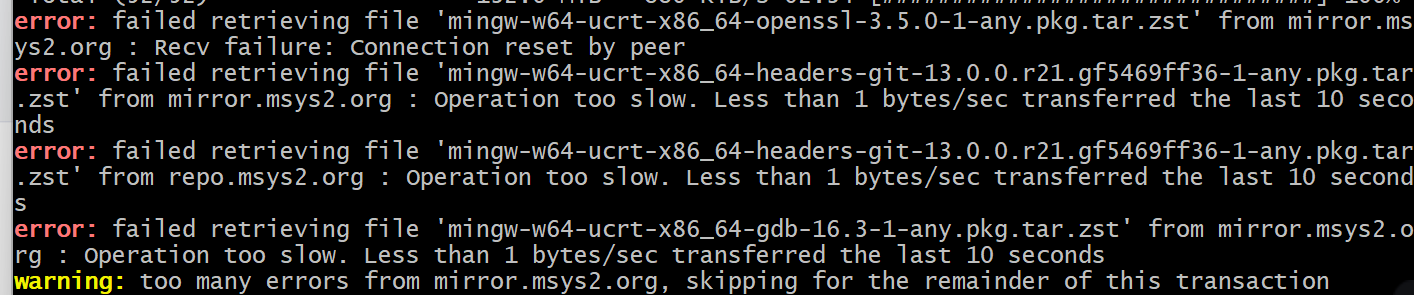 error: failed retrieving file 'mingw-w64-ucrt-x86_64-openssl-3.5.0-1-any.pkg.tar.zst' from mirror.ms
ys2.org : Recv failure: Connection reset by peer
error: failed retrieving file 'mingw-w64-ucrt-x86_64-headers-git-13.0.0.r21.gf5469ff36-1-any.pkg.tar
.zst' from mirror.msys2.org : Operation too slow. Less than 1 bytes/sec transferred the last 10 seco
nds
error: failed retrieving file 'mingw-w64-ucrt-x86_64-headers-git-13.0.0.r21.gf5469ff36-1-any.pkg.tar
.zst' from repo.msys2.org : Operation too slow. Less than 1 bytes/sec transferred the last 10 second
s
error: failed retrieving file 'mingw-w64-ucrt-x86_64-gdb-16.3-1-any.pkg.tar.zst' from mirror.msys2.o
rg : Operation too slow. Less than 1 bytes/sec transferred the last 10 seconds
warning: too many errors from mirror.msys2.org, skipping for the remainder of this transaction